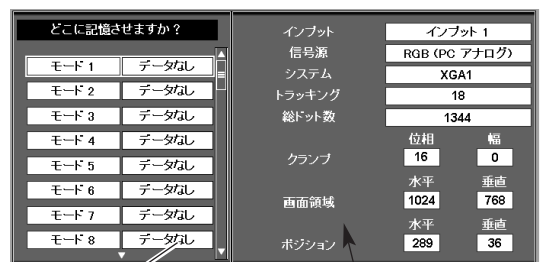 どこに記憶させますか？
モード 1 データなし
モード 2 データなし
モード 3 データなし
モード 4 データなし
モード 5 データなし
モード 6 データなし
モード 7 データなし
モード 8 データなし
インプット インプット 1
信号源 RGB (PC アナログ)
システム XGA1
トラッキング 18
総ドット数 1344
位相 幅
クランプ 16 0
水平 垂直
画面領域 1024 768
水平 垂直
ポジション 289 36